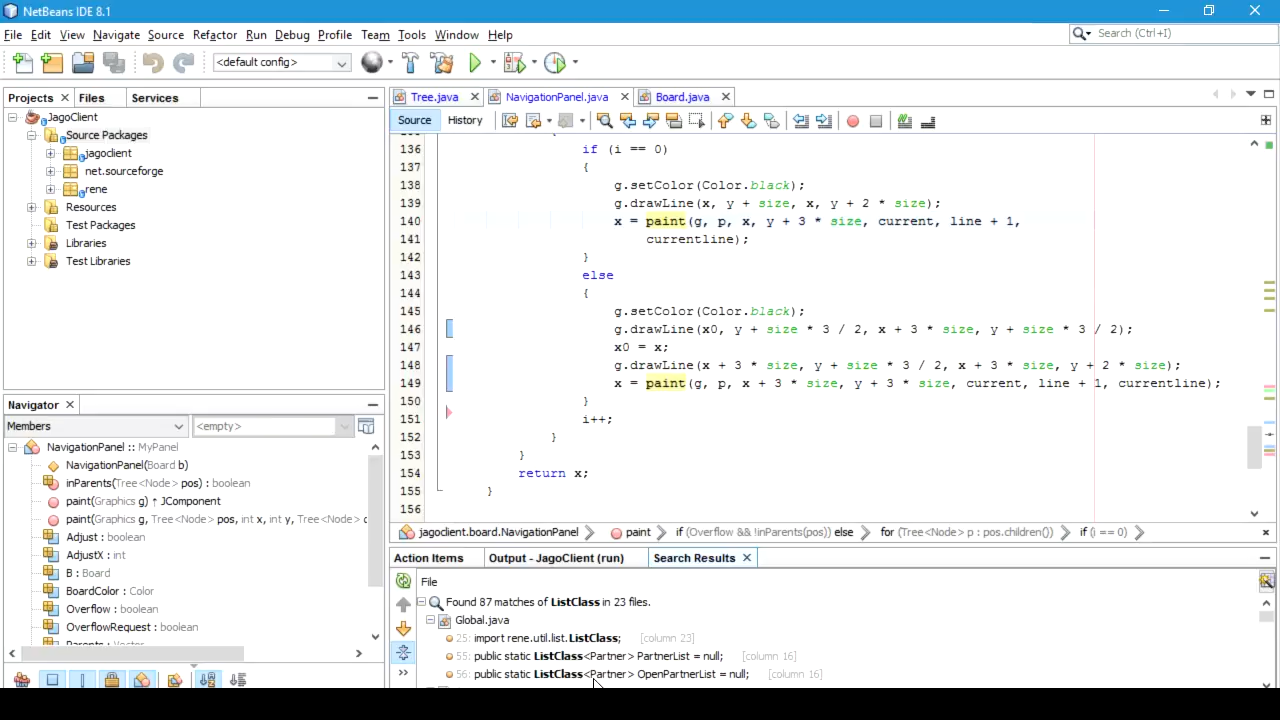 NetBeans IDE 8.1
File Edit View Navigate Source Refactor Run Debug Profile Team Tools Window Help
Search (Ctrl+I)
<default config>
Projects Files Services
JagoClient
Source Packages
jagoclient
net.sourceforge
rene
Resources
Test Packages
Libraries
Test Libraries
Navigator
Members <empty>
NavigationPanel :: MyPanel
NavigationPanel(Board b)
inParents(Tree<Node> pos) : boolean
paint(Graphics g) ↑ JComponent
paint(Graphics g, Tree<Node> pos, int x, int y, Tree<Node> c
Adjust : boolean
AdjustX : int
B : Board
BoardColor : Color
Overflow : boolean
OverflowRequest : boolean
Parents : Vector
Tree.java NavigationPanel.java Board.java
Source History
136 if (i == 0)
137 {
138 g.setColor(Color.black);
139 g.drawLine(x, y + size, x, y + 2 * size);
140 x = paint(g, p, x, y + 3 * size, current, line + 1,
141 currentline);
142 }
143 else
144 {
145 g.setColor(Color.black);
146 g.drawLine(x0, y + size * 3 / 2, x + 3 * size, y + size * 3 / 2);
147 x0 = x;
148 g.drawLine(x + 3 * size, y + size * 3 / 2, x + 3 * size, y + 2 * size);
149 x = paint(g, p, x + 3 * size, y + 3 * size, current, line + 1, currentline);
150 }
151 i++;
152 }
153 }
154 return x;
155 }
156
jagoclient.board.NavigationPanel paint if (Overflow && !inParents(pos)) else for (Tree<Node> p : pos.children()) if (i == 0)
Action Items Output - JagoClient (run) Search Results
File
Found 87 matches of ListClass in 23 files.
Global.java
25: import rene.util.list.ListClass; [column 23]
55: public static ListClass<Partner> PartnerList = null; [column 16]
56: public static ListClass<Partner> OpenPartnerList = null; [column 16]